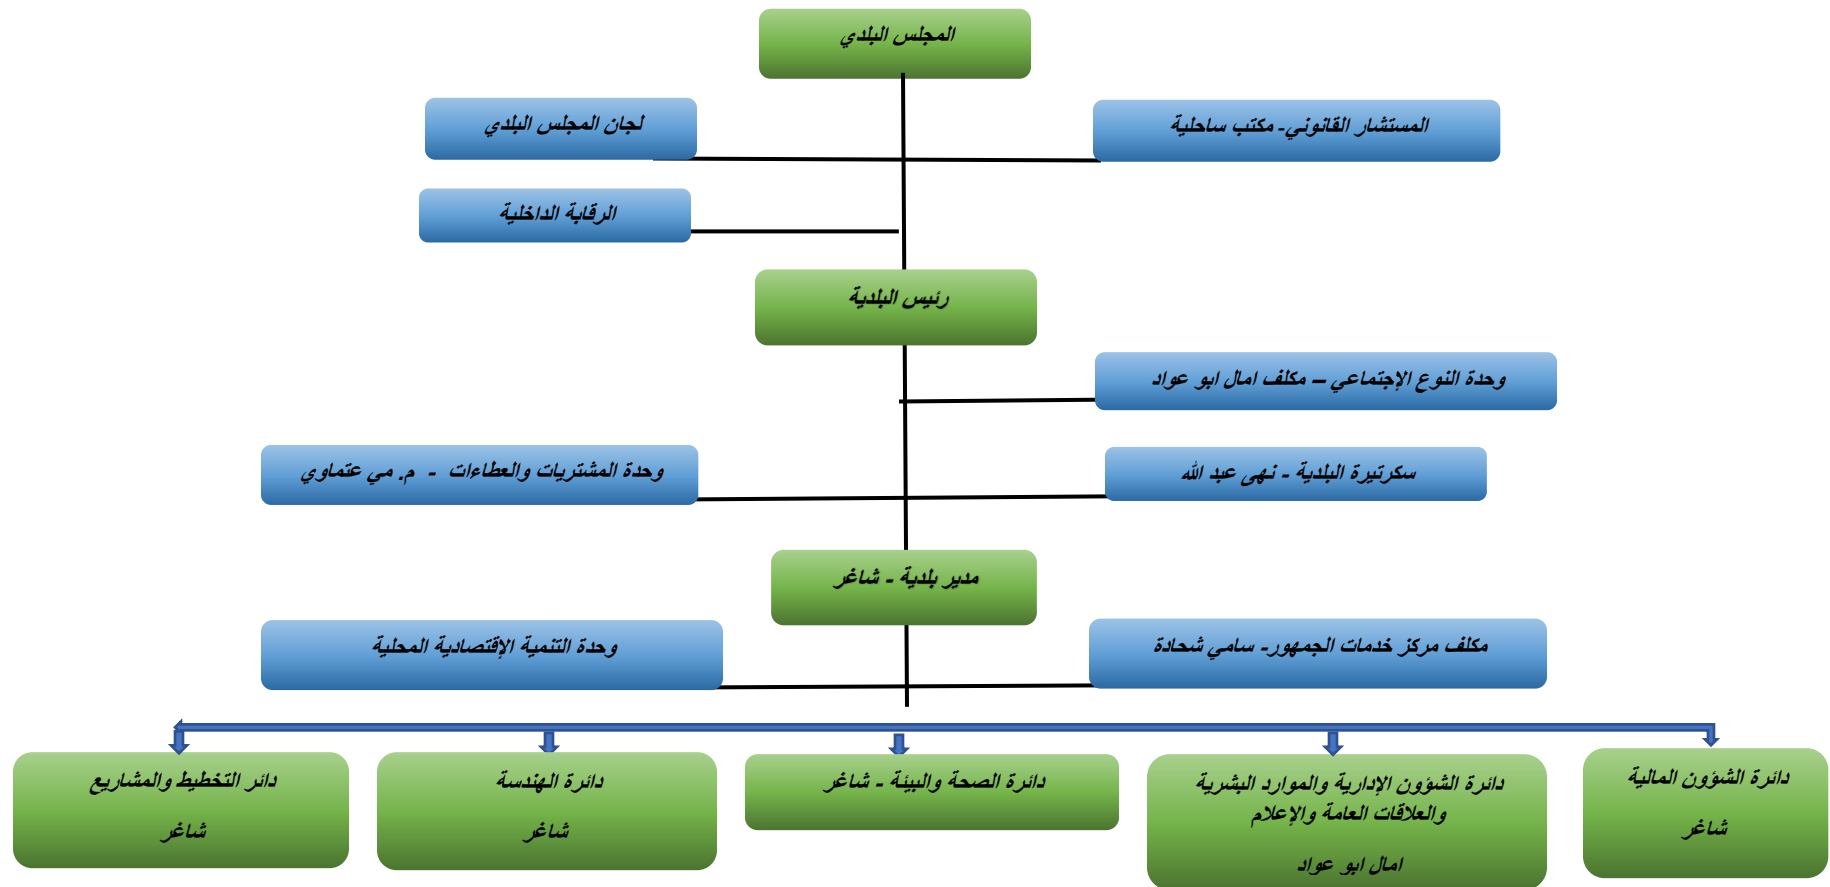 المجلس البلدي
المستشار القانوني- مكتب ساحلية
لجان المجلس البلدي
الرقابة الداخلية
رئيس البلدية
وحدة النوع الإجتماعي – مكلف امال ابو عواد
سكرتيرة البلدية - نهى عبد الله
وحدة المشتريات والعطاءات - م. مي عتماوي
مدير بلدية - شاغر
مكلف مركز خدمات الجمهور- سامي شحادة
وحدة التنمية الإقتصادية المحلية
دائرة الشؤون المالية
شاغر
دائرة الشؤون الإدارية والموارد البشرية
والعلاقات العامة والإعلام
امال ابو عواد
دائرة الصحة والبيئة - شاغر
دائرة الهندسة
شاغر
دائر التخطيط والمشاريع
شاغر